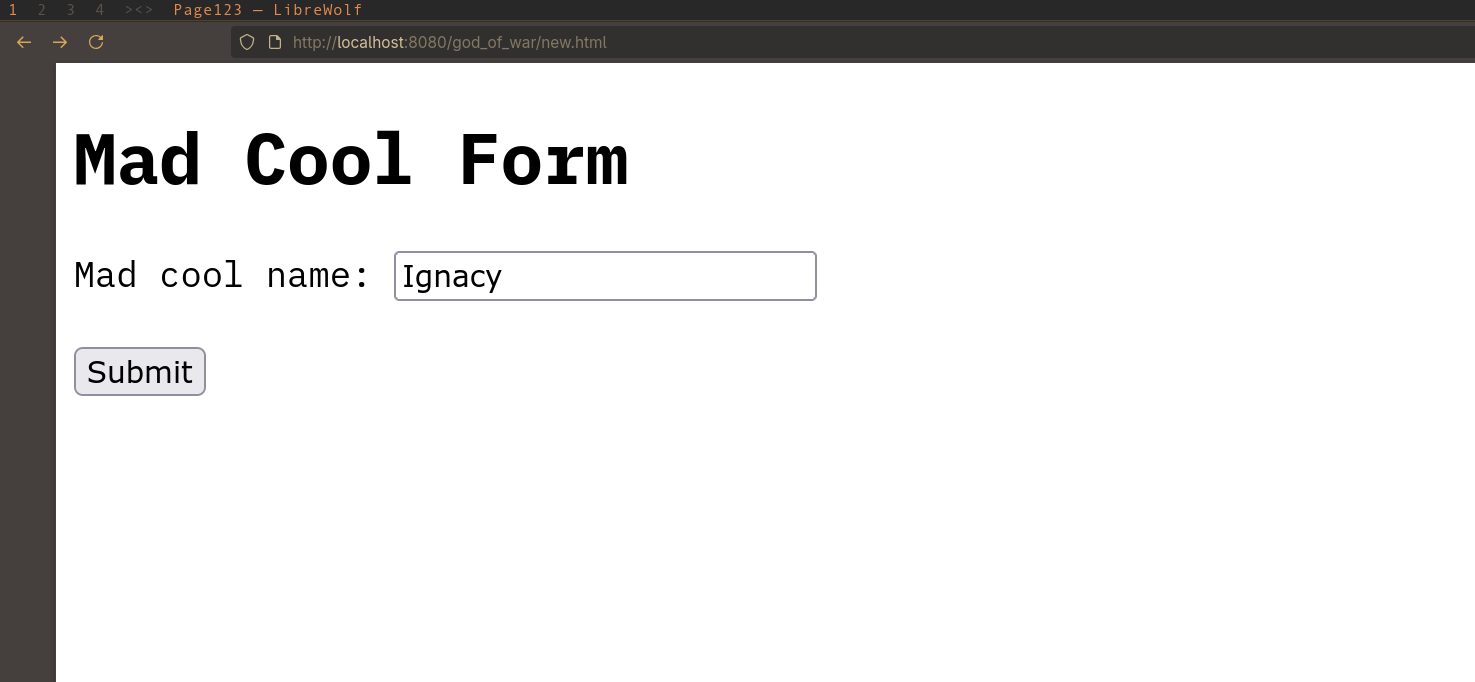 1 2 3 4 ><> Page123 — LibreWolf
http://localhost:8080/god_of_war/new.html
Mad Cool Form
Mad cool name: Ignacy
Submit